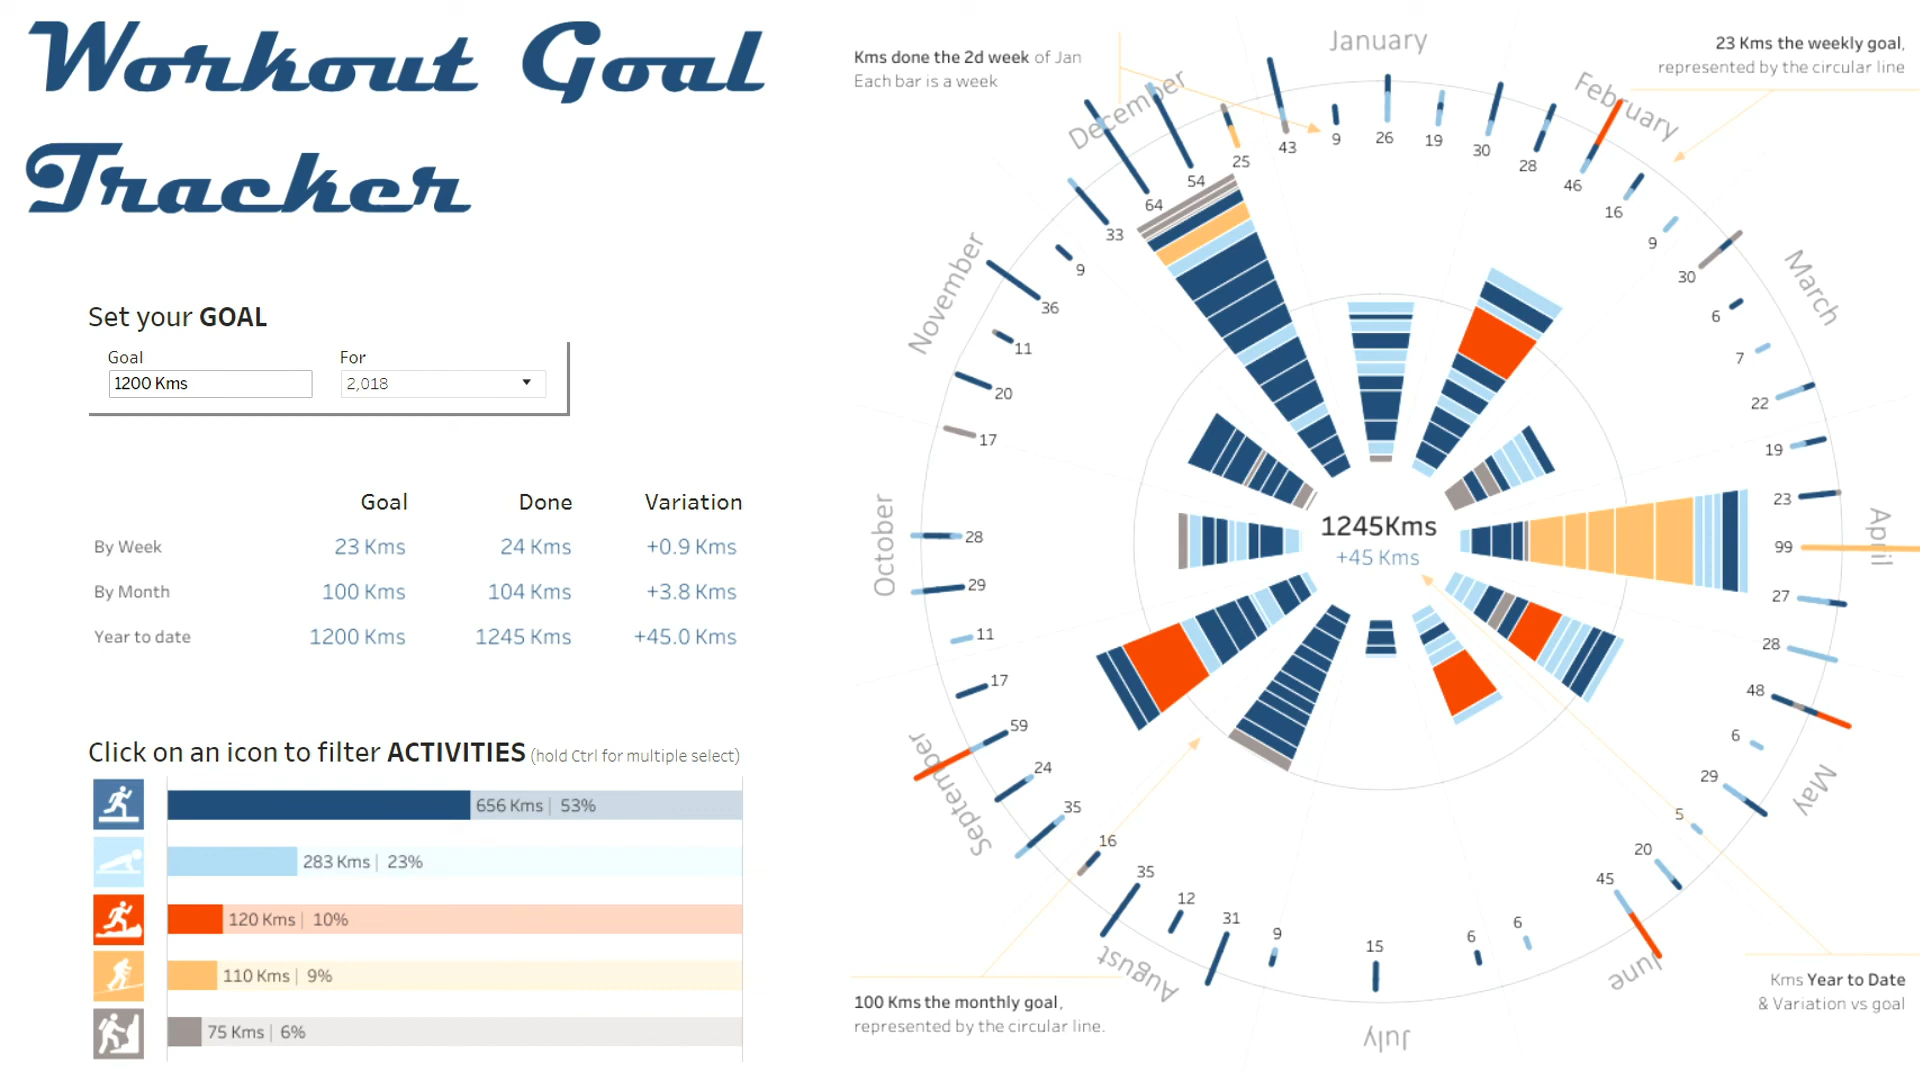 Workout Goal
Tracker
Set your GOAL
Goal
For
1200 Kms
2,018
Goal Done Variation
By Week 23 Kms 24 Kms +0.9 Kms
By Month 100 Kms 104 Kms +3.8 Kms
Year to date 1200 Kms 1245 Kms +45.0 Kms
Click on an icon to filter ACTIVITIES (hold Ctrl for multiple select)
656 Kms | 53%
283 Kms | 23%
120 Kms | 10%
110 Kms | 9%
75 Kms | 6%
Kms done the 2d week of Jan
Each bar is a week
23 Kms the weekly goal,
represented by the circular line
January
February
March
April
May
June
July
August
September
October
November
December
43
9
26
19
30
28
46
16
9
30
6
7
22
19
23
99
27
28
48
6
29
5
20
45
6
6
15
9
31
12
35
16
35
24
59
17
11
29
28
17
20
11
36
9
33
64
54
25
1245Kms
+45 Kms
100 Kms the monthly goal,
represented by the circular line.
Kms Year to Date
& Variation vs goal